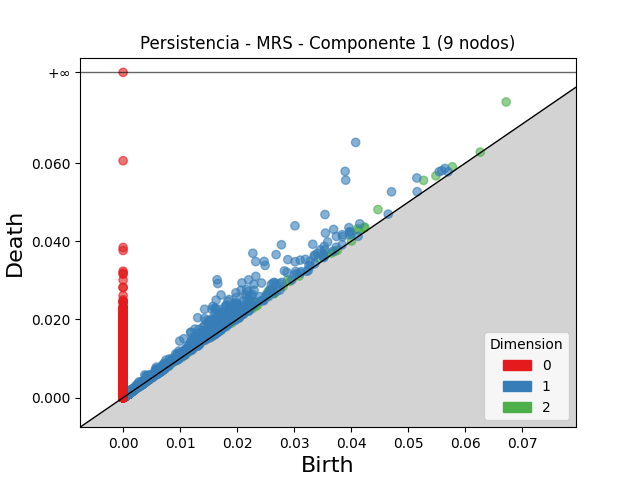 Persistencia - MRS - Componente 1 (9 nodos)
+∞
0.060
0.040
0.020
0.000
Death
0.00 0.01 0.02 0.03 0.04 0.05 0.06 0.07
Birth
Dimension
0
1
2